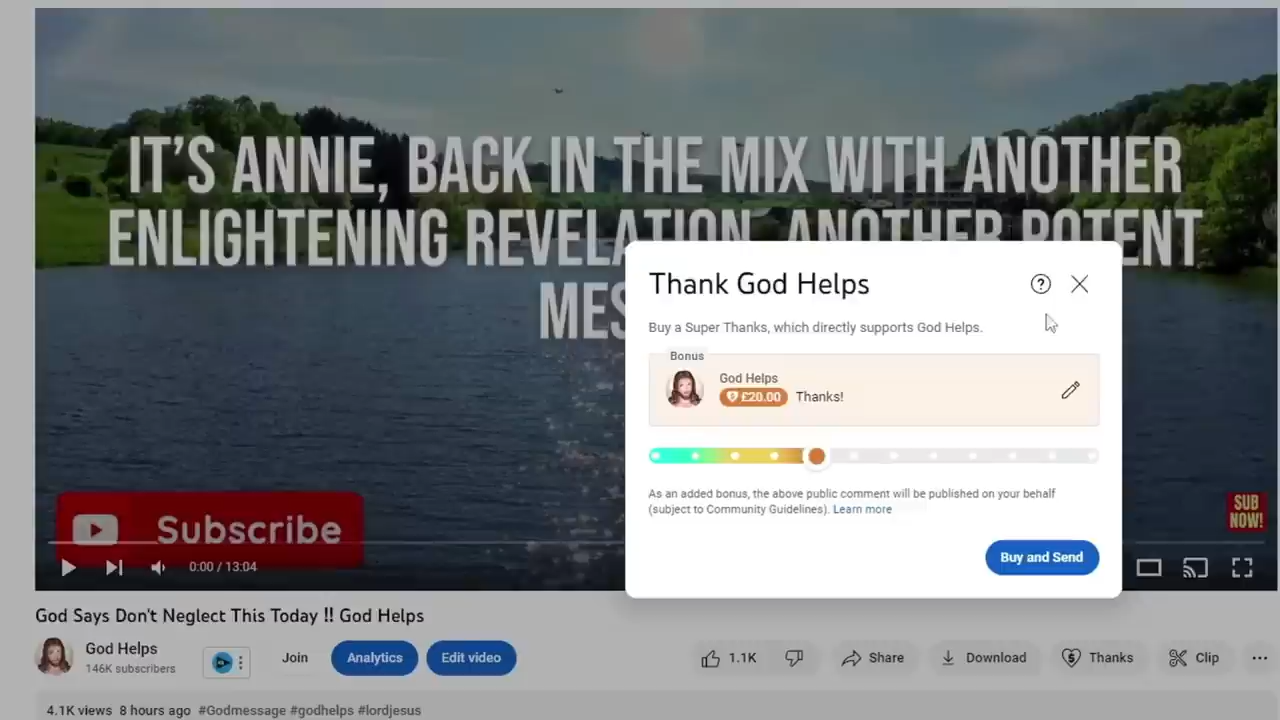 IT'S ANNIE, BACK IN THE MIX WITH ANOTHER
ENLIGHTENING REVELATION, ANOTHER POTENT
MES
Thank God Helps
Buy a Super Thanks, which directly supports God Helps.
Bonus
God Helps
£20.00 Thanks!
As an added bonus, the above public comment will be published on your behalf
(subject to Community Guidelines). Learn more
Buy and Send
Subscribe
SUB
NOW!
0:00 / 13:04
God Says Don't Neglect This Today !! God Helps
God Helps
146K subscribers
Join
Analytics
Edit video
1.1K
Share
Download
Thanks
Clip
4.1K views 8 hours ago #Godmessage #godhelps #lordjesus